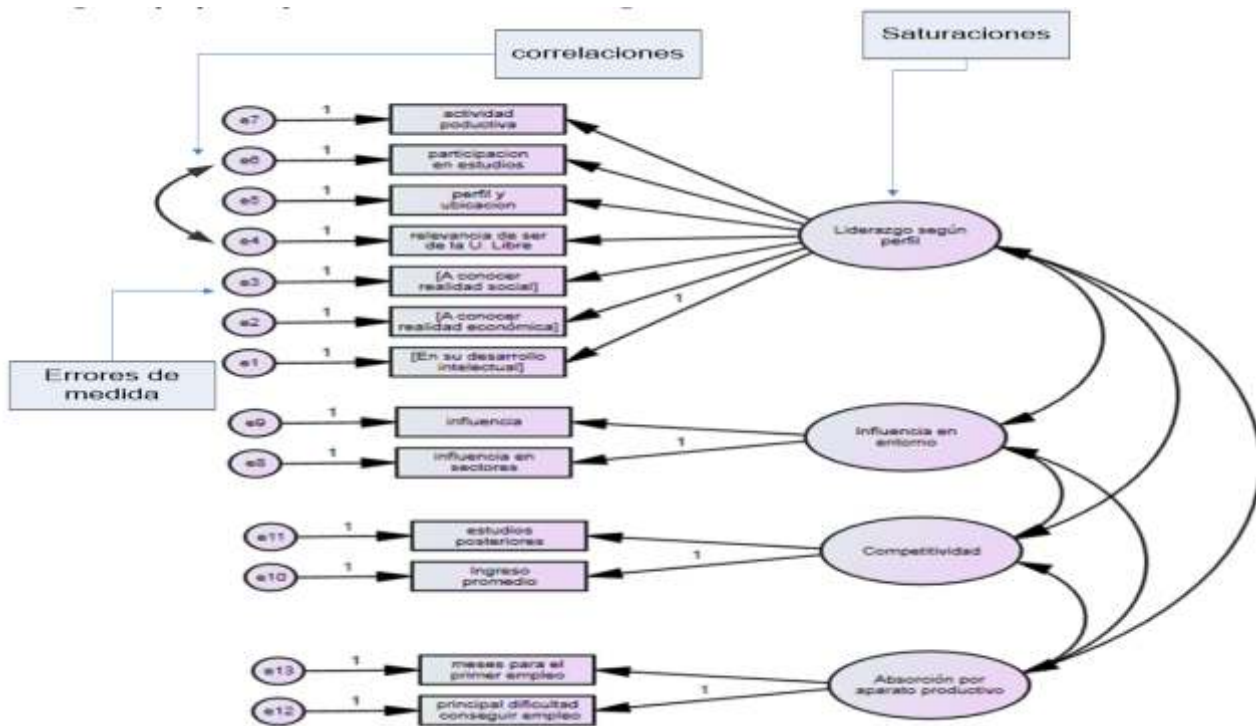 Saturaciones
correlaciones
e7
1
actividad
poductiva
e6
1
participacion
en estudios
e5
1
perfil y
ubicacion
e4
1
relevancia de ser
de la U. Libre
e3
1
[A conocer
realidad social]
e2
1
[A conocer
realidad económica]
e1
1
[En su desarrollo
intelectual]
1
Liderazgo según
perfil
Errores de
medida
e9
1
influencia
e8
1
influencia en
sectores
1
Influencia en
entorno
e11
1
estudios
posteriores
e10
1
Ingreso
promedio
1
Competitividad
e13
1
meses para el
primer empleo
e12
1
principal dificultad
conseguir empleo
1
Absorción por
aparato productivo